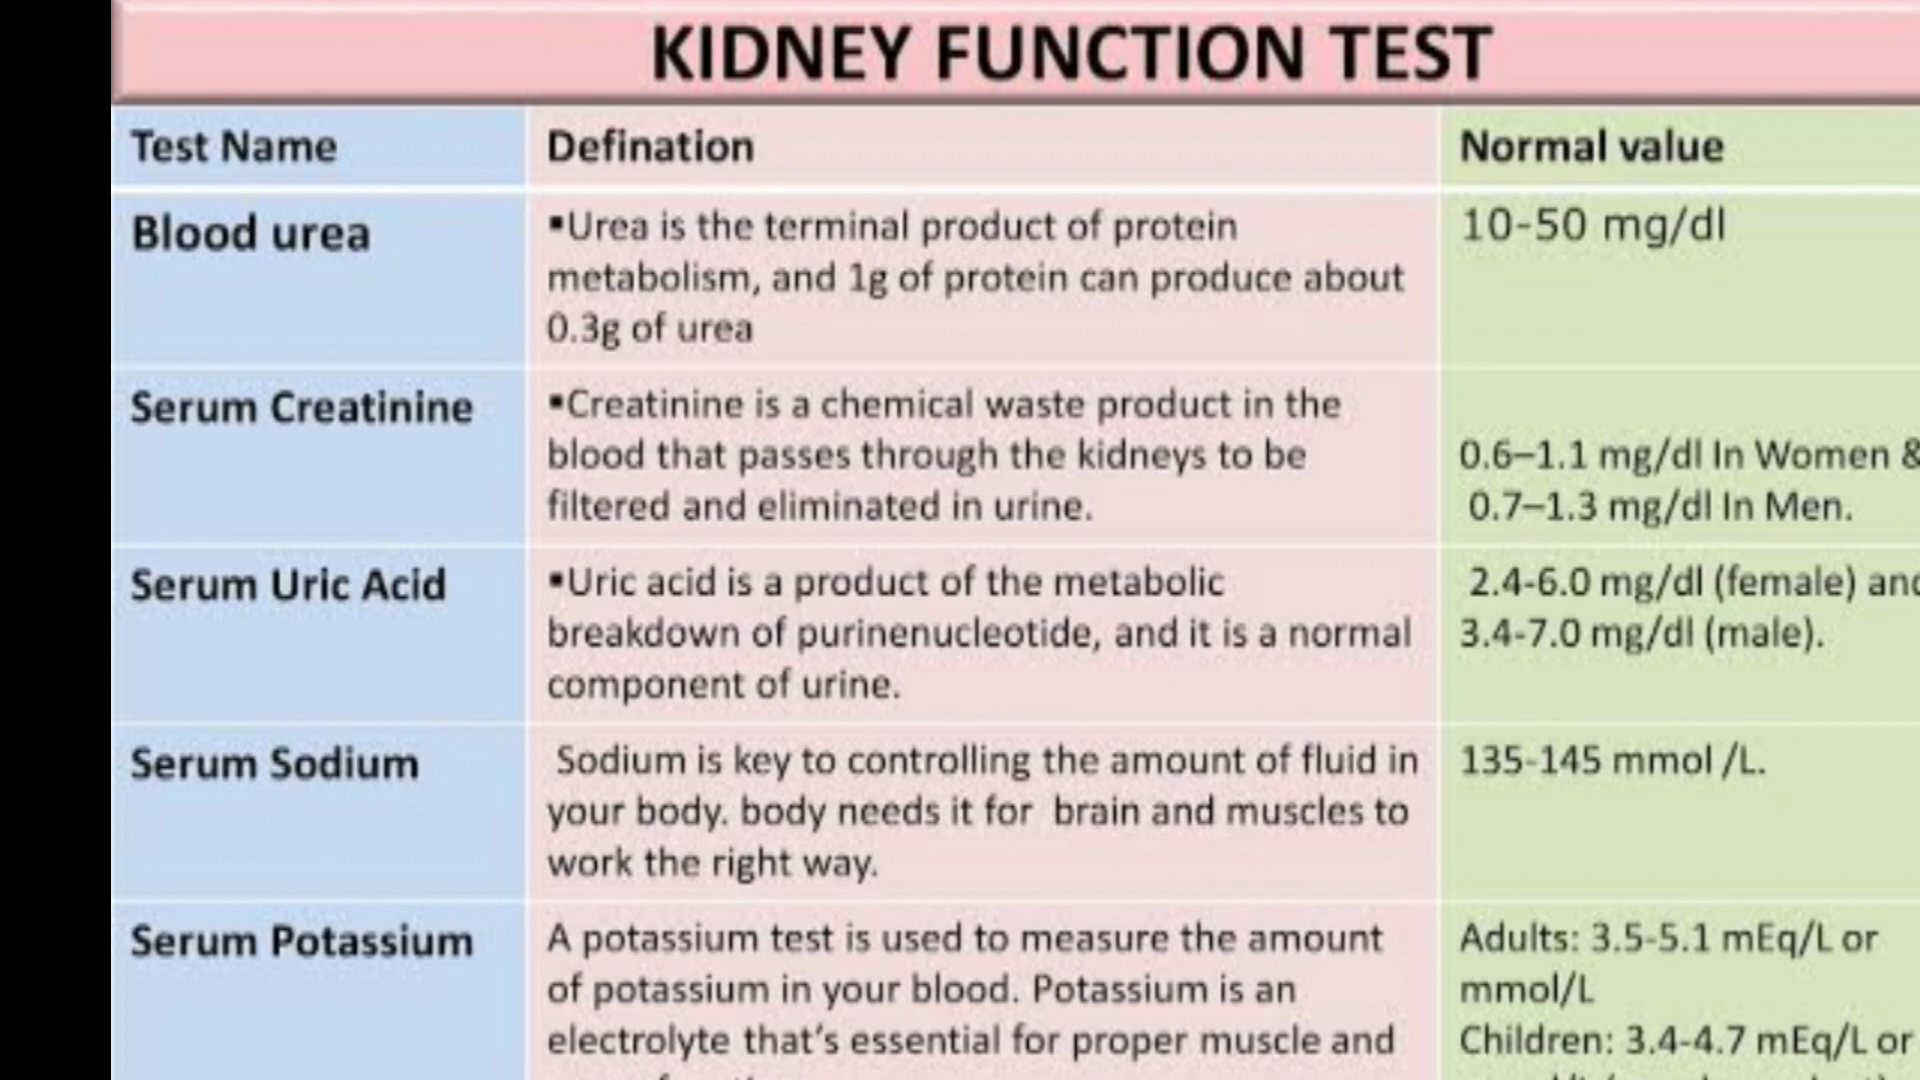 KIDNEY FUNCTION TEST
Test Name
Defination
Normal value
Blood urea
▪Urea is the terminal product of protein
metabolism, and 1g of protein can produce about
0.3g of urea
10-50 mg/dl
Serum Creatinine
▪Creatinine is a chemical waste product in the
blood that passes through the kidneys to be
filtered and eliminated in urine.
0.6–1.1 mg/dl In Women &
0.7–1.3 mg/dl In Men.
Serum Uric Acid
▪Uric acid is a product of the metabolic
breakdown of purinenucleotide, and it is a normal
component of urine.
2.4-6.0 mg/dl (female) and
3.4-7.0 mg/dl (male).
Serum Sodium
Sodium is key to controlling the amount of fluid in
your body. body needs it for  brain and muscles to
work the right way.
135-145 mmol /L.
Serum Potassium
A potassium test is used to measure the amount
of potassium in your blood. Potassium is an
electrolyte that's essential for proper muscle and
Adults: 3.5-5.1 mEq/L or
mmol/L
Children: 3.4-4.7 mEq/L or